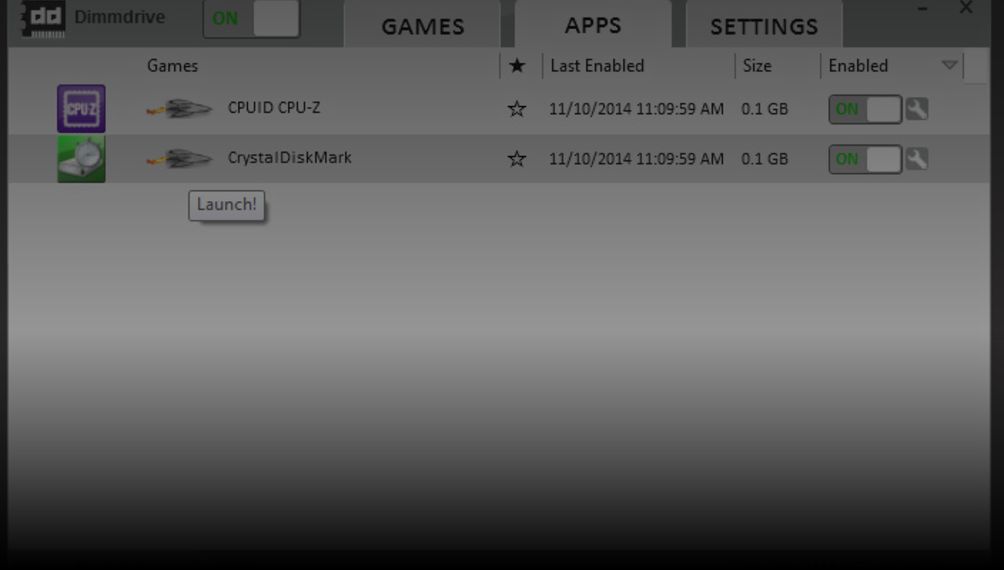 dd Dimmdrive ON GAMES APPS SETTINGS
Games ★ Last Enabled Size Enabled
CPU-Z CPUID CPU-Z ☆ 11/10/2014 11:09:59 AM 0.1 GB ON
CrystalDiskMark ☆ 11/10/2014 11:09:59 AM 0.1 GB ON
Launch!